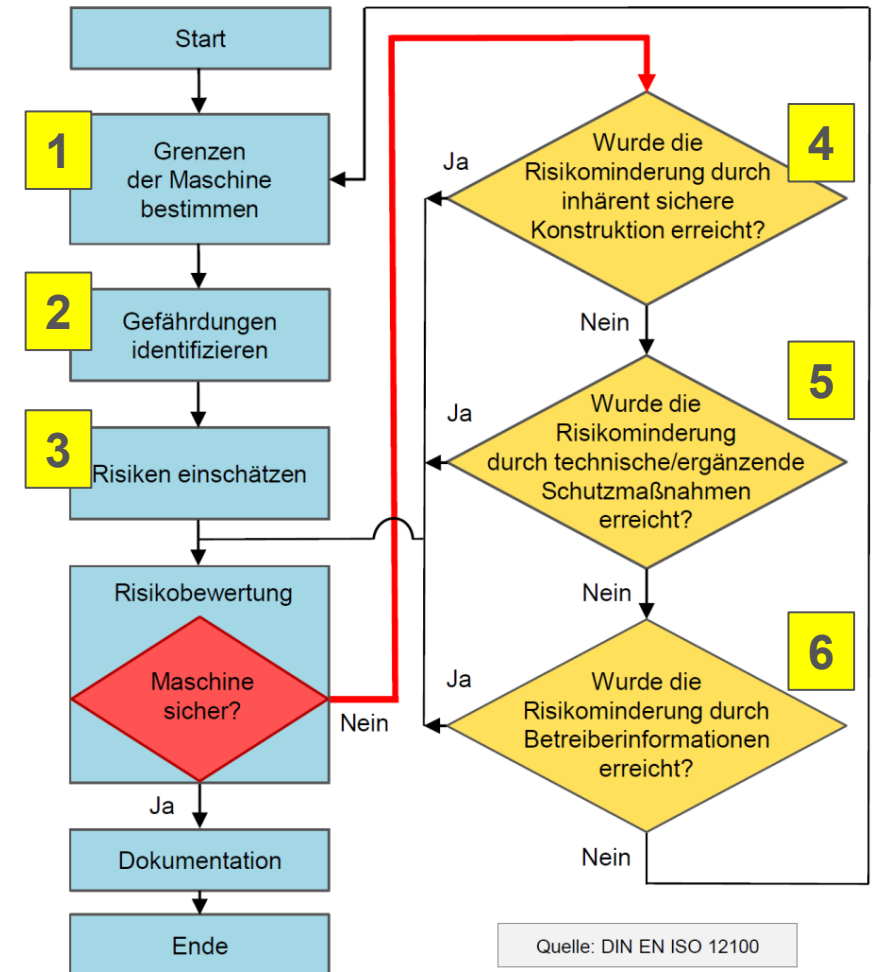 Start
1
Grenzen
der Maschine
bestimmen
2
Gefährdungen
identifizieren
3
Risiken einschätzen
Risikobewertung
Maschine
sicher?
Nein
Ja
Dokumentation
Ende
4
Wurde die
Risikominderung durch
inhärent sichere
Konstruktion erreicht?
Ja
Nein
5
Wurde die
Risikominderung
durch technische/ergänzende
Schutzmaßnahmen
erreicht?
Ja
Nein
6
Wurde die
Risikominderung durch
Betreiberinformationen
erreicht?
Ja
Nein
Quelle: DIN EN ISO 12100